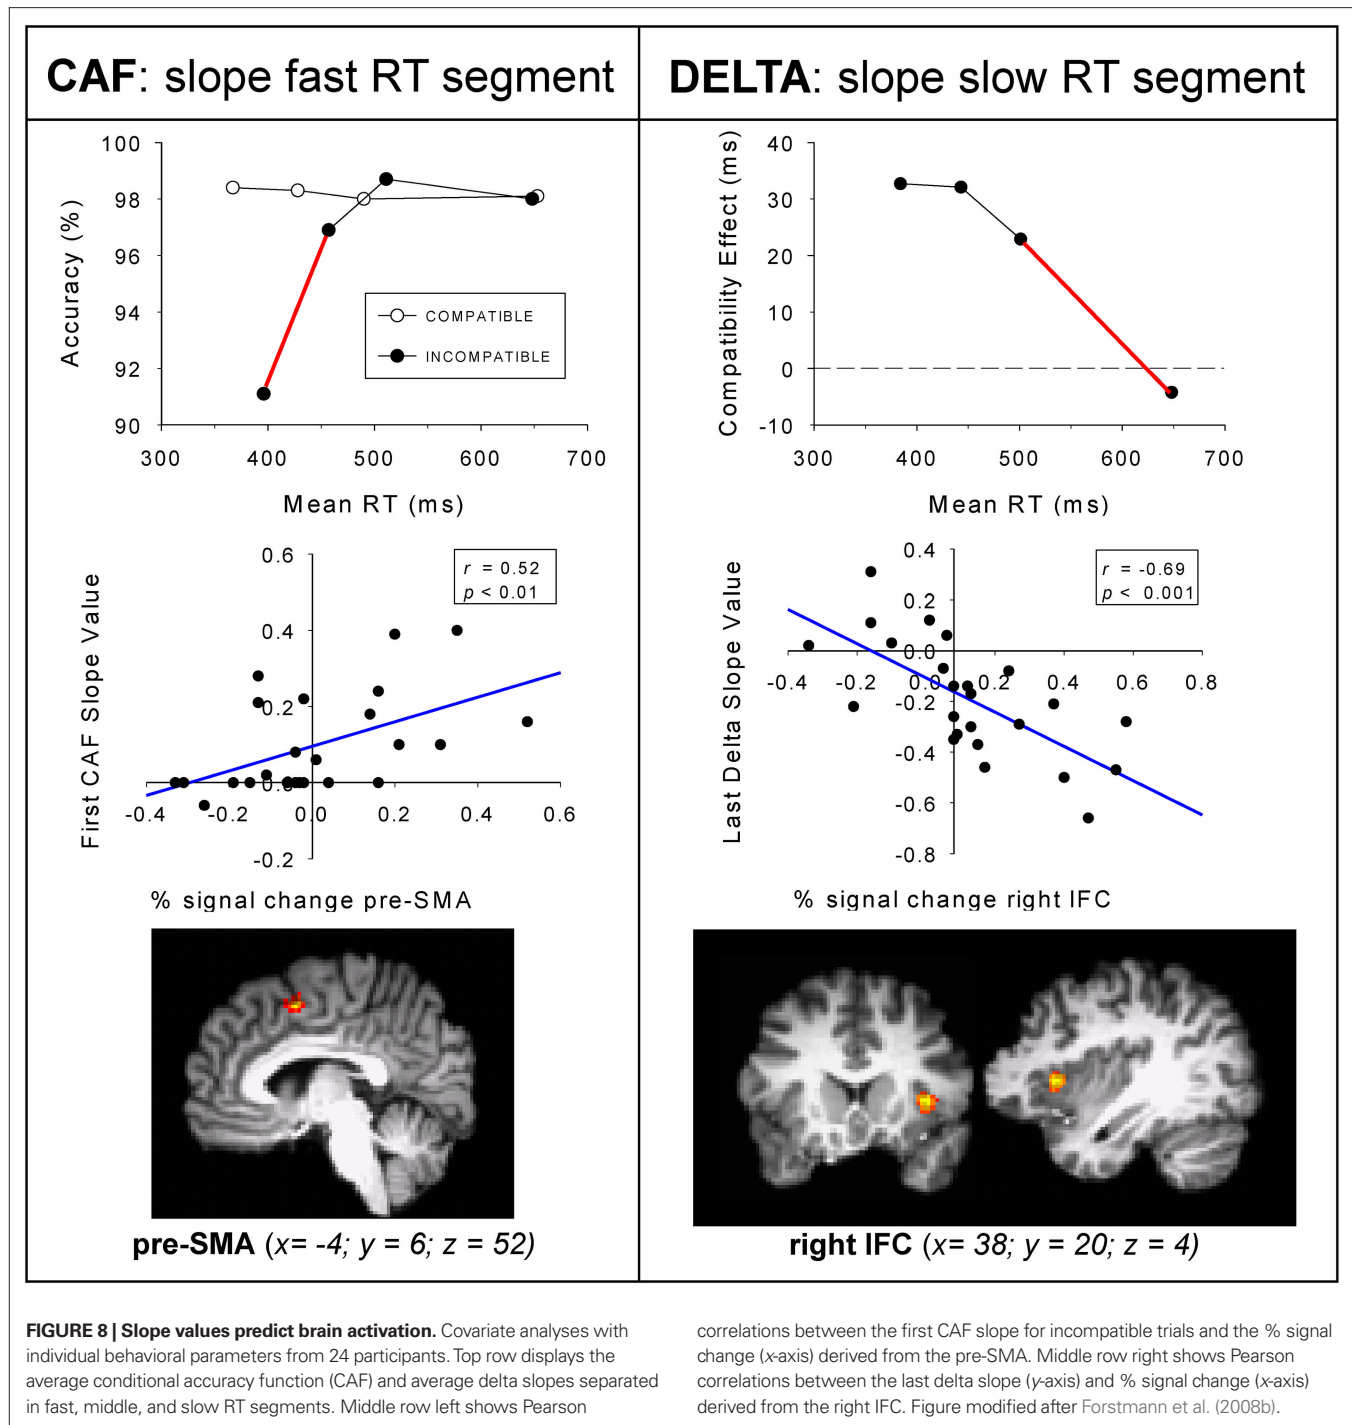 CAF: slope fast RT segment
100
98
96
94
92
90
Accuracy (%)
COMPATIBLE
INCOMPATIBLE
300 400 500 600 700
Mean RT (ms)
0.6
0.4
0.2
0.0
-0.2
First CAF Slope Value
r = 0.52
p < 0.01
-0.4 -0.2 0.0 0.2 0.4 0.6
% signal change pre-SMA
pre-SMA (x= -4; y = 6; z = 52)
DELTA: slope slow RT segment
40
30
20
10
0
-10
Compatibility Effect (ms)
300 400 500 600 700
Mean RT (ms)
0.4
0.2
0.0
-0.2
-0.4
-0.6
-0.8
Last Delta Slope Value
r = -0.69
p < 0.001
-0.4 -0.2 0.0 0.2 0.4 0.6 0.8
% signal change right IFC
right IFC (x= 38; y = 20; z = 4)
FIGURE 8 | Slope values predict brain activation. Covariate analyses with
individual behavioral parameters from 24 participants. Top row displays the
average conditional accuracy function (CAF) and average delta slopes separated
in fast, middle, and slow RT segments. Middle row left shows Pearson
correlations between the first CAF slope for incompatible trials and the % signal
change (x-axis) derived from the pre-SMA. Middle row right shows Pearson
correlations between the last delta slope (y-axis) and % signal change (x-axis)
derived from the right IFC. Figure modified after Forstmann et al. (2008b).